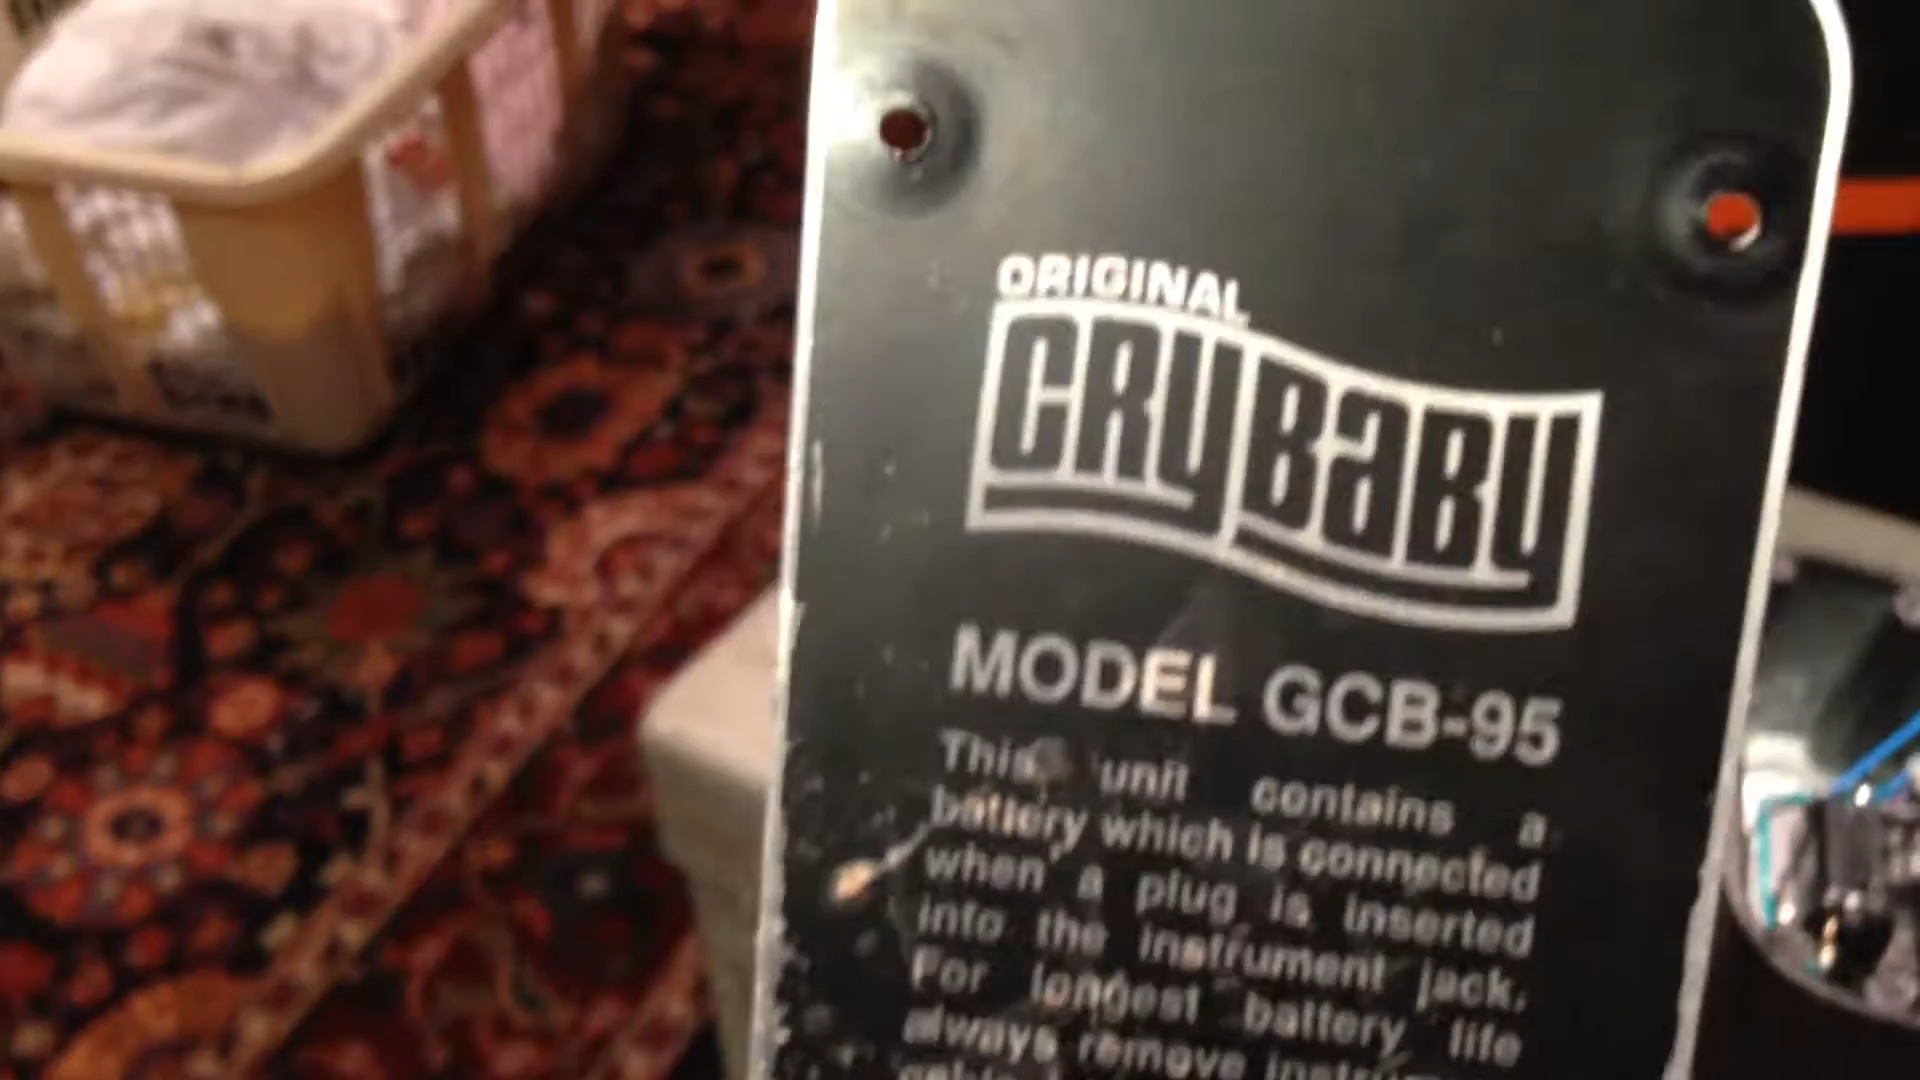 ORIGINAL
CRYBABY
MODEL GCB-95
This unit contains a
battery which is connected
when a plug is inserted
into the instrument jack.
For longest battery life
always remove